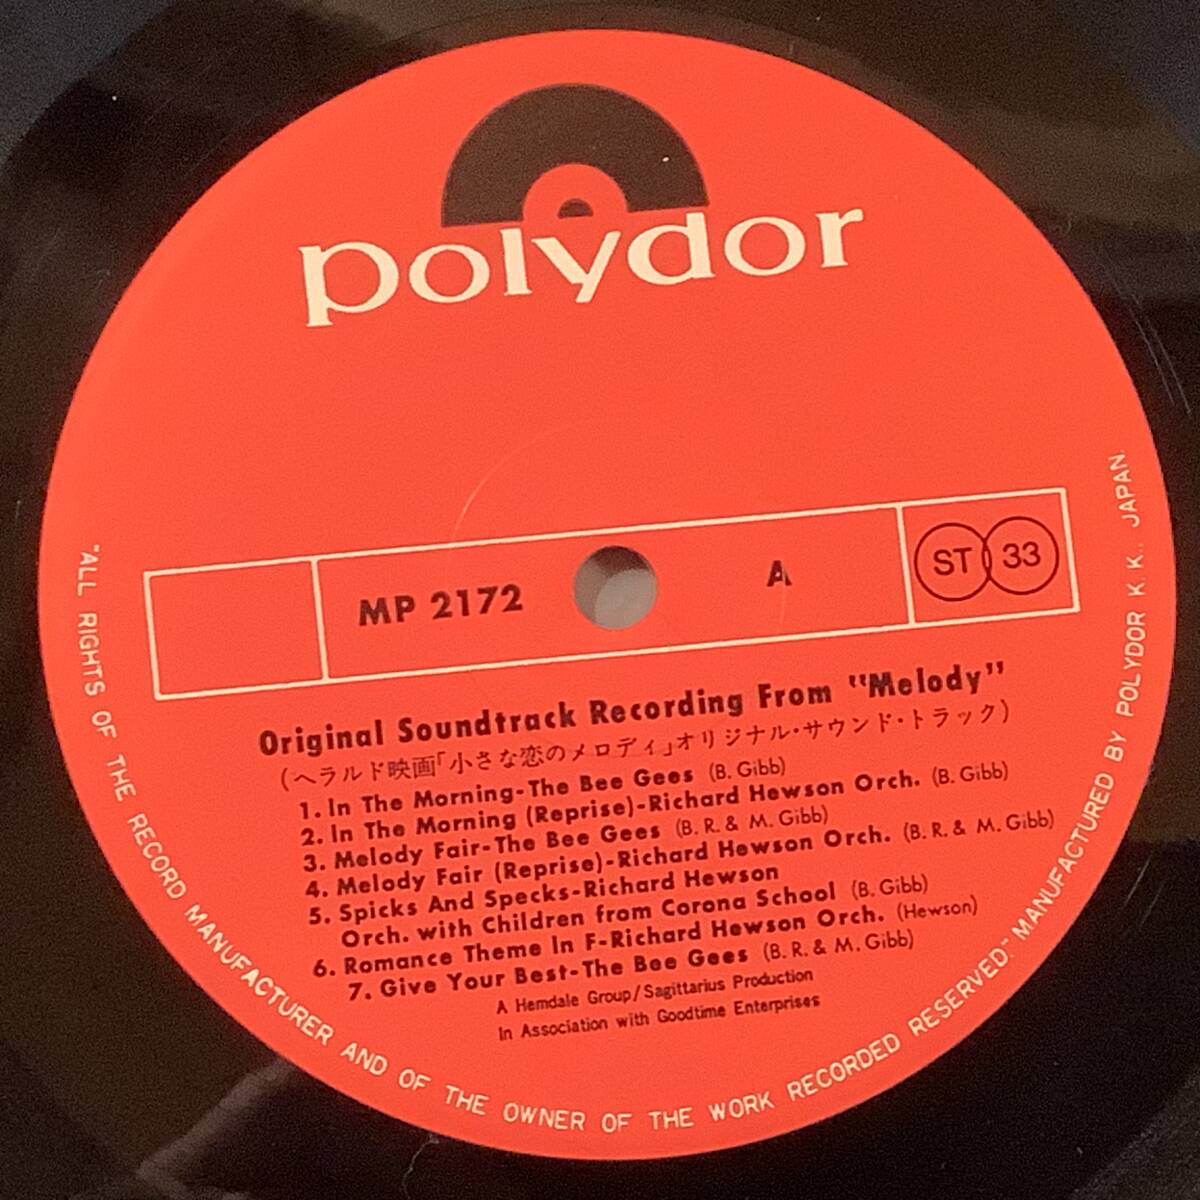 polydor
MP 2172
A
ST 33
Original Soundtrack Recording From "Melody"
(ヘラルド映画「小さな恋のメロディ」オリジナル・サウンド・トラック)
1. In The Morning-The Bee Gees (B. Gibb)
2. In The Morning (Reprise)-Richard Hewson Orch. (B. Gibb)
3. Melody Fair-The Bee Gees (B. R. & M. Gibb)
4. Melody Fair (Reprise)-Richard Hewson Orch. (B. R. & M. Gibb)
5. Spicks And Specks-Richard Hewson
Orch. with Children from Corona School (B. Gibb)
6. Romance Theme In F-Richard Hewson Orch. (Hewson)
7. Give Your Best-The Bee Gees (B. R. & M. Gibb)
A Hemdale Group/Sagittarius Production
In Association with Goodtime Enterprises
"ALL RIGHTS OF THE RECORD MANUFACTURER AND OF THE OWNER OF THE WORK RECORDED RESERVED." MANUFACTURED BY POLYDOR K. K., JAPAN.